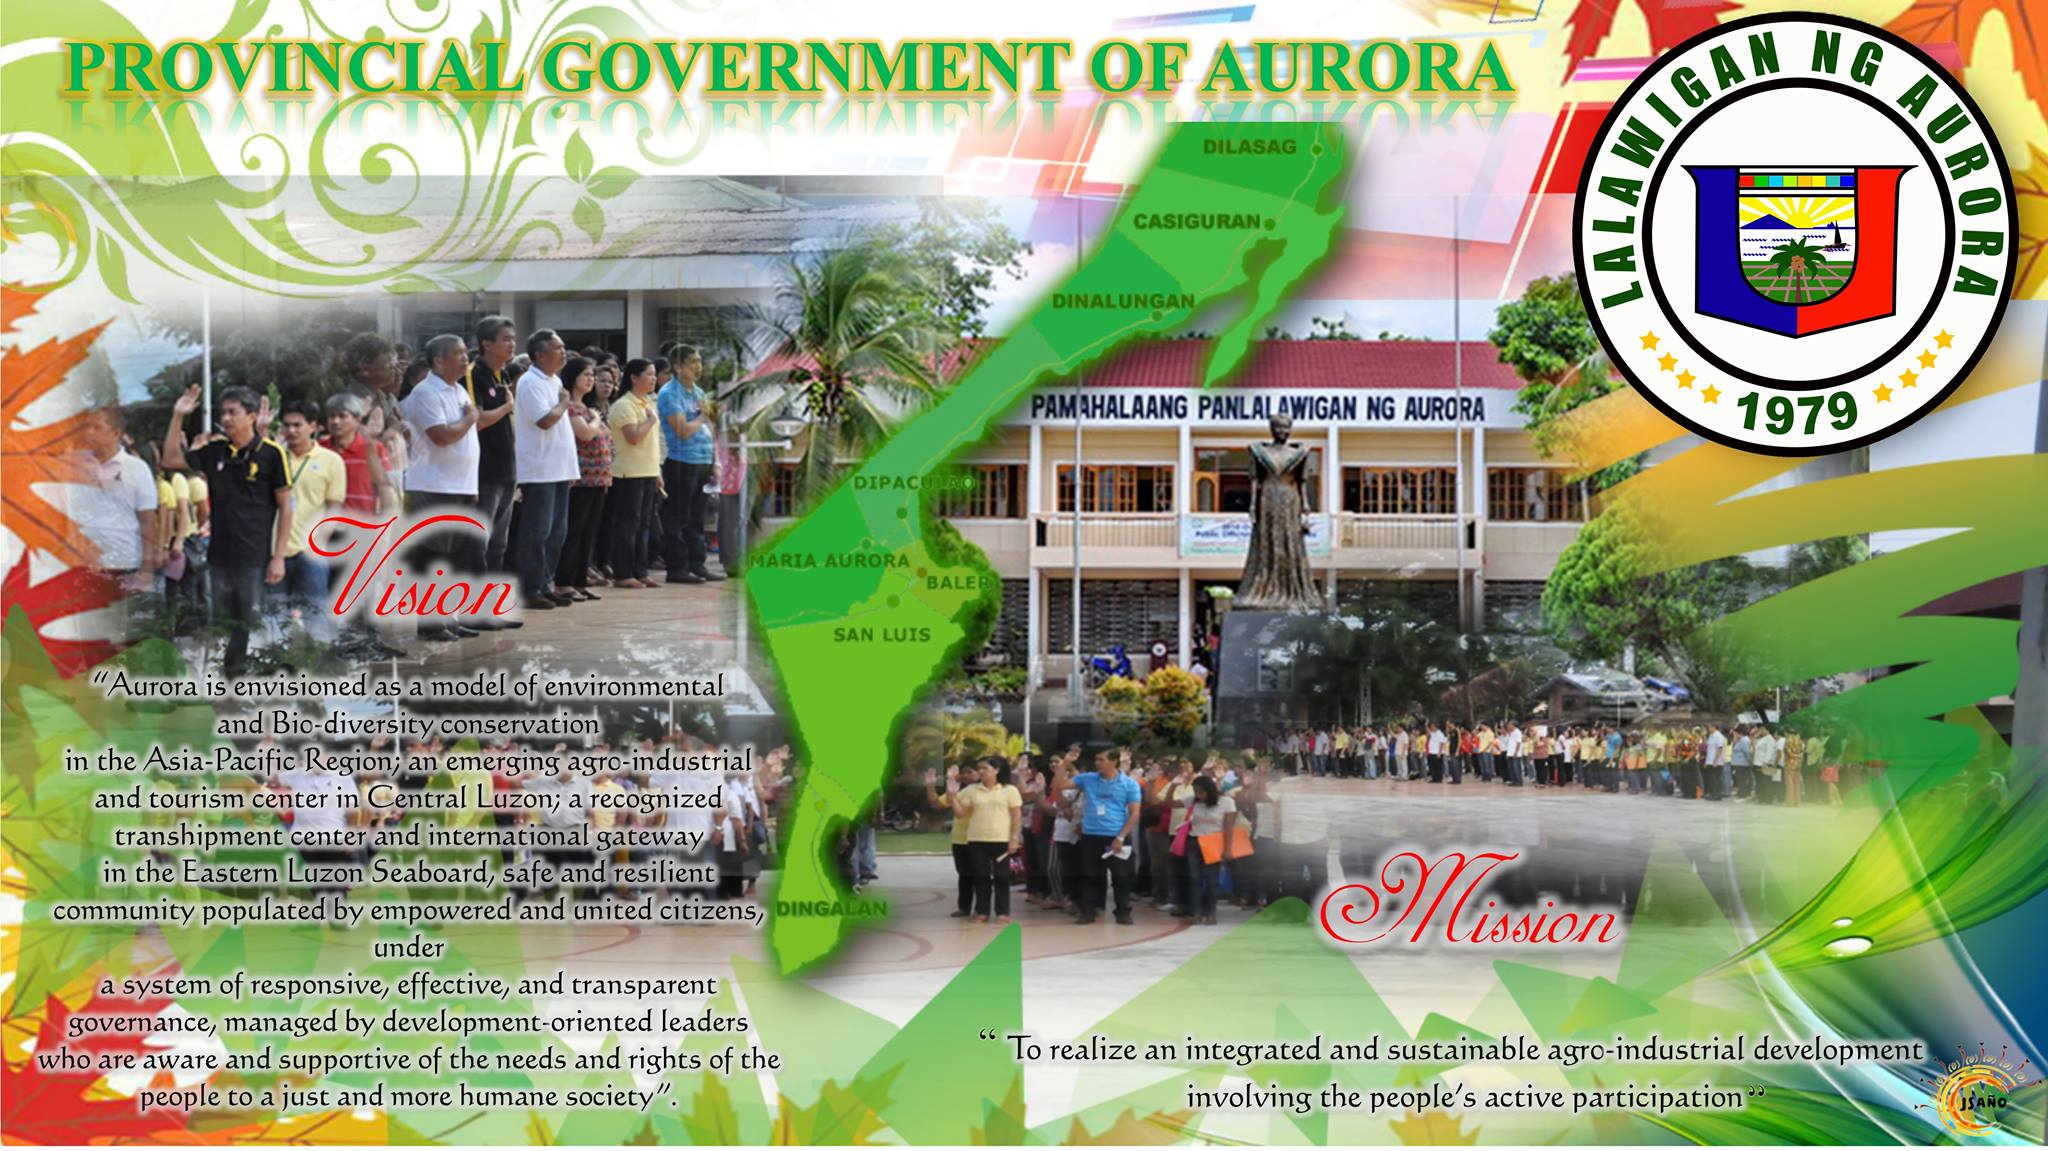 PROVINCIAL GOVERNMENT OF AURORA
LALAWIGAN NG AURORA
1979
DILASAG
CASIGURAN
DINALUNGAN
PAMAHALAANG PANLALAWIGAN NG AURORA
DIPACULAO
MARIA AURORA
BALER
SAN LUIS
DINGALAN
Vision
“Aurora is envisioned as a model of environmental
and Bio-diversity conservation
in the Asia-Pacific Region; an emerging agro-industrial
and tourism center in Central Luzon; a recognized
transhipment center and international gateway
in the Eastern Luzon Seaboard, safe and resilient
community populated by empowered and united citizens,
under
a system of responsive, effective, and transparent
governance, managed by development-oriented leaders
who are aware and supportive of the needs and rights of the
people to a just and more humane society”.
Mission
“ To realize an integrated and sustainable agro-industrial development
involving the people's active participation”
JSAÑO